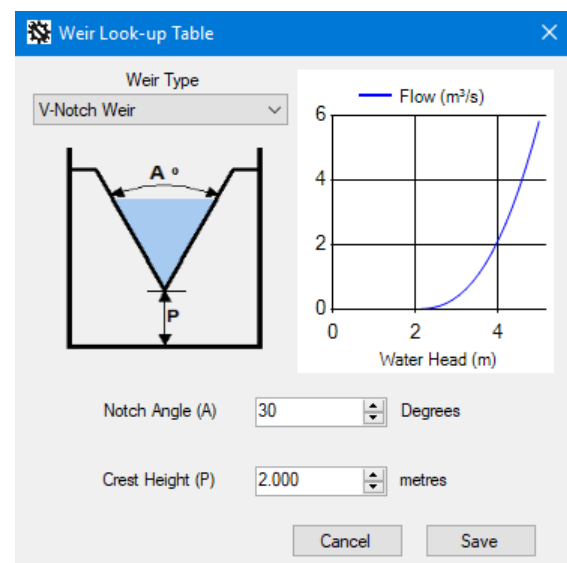 Weir Look-up Table
Weir Type
V-Notch Weir
A º
P
Flow (m³/s)
6
4
2
0
0 2 4
Water Head (m)
Notch Angle (A) 30 Degrees
Crest Height (P) 2.000 metres
Cancel Save